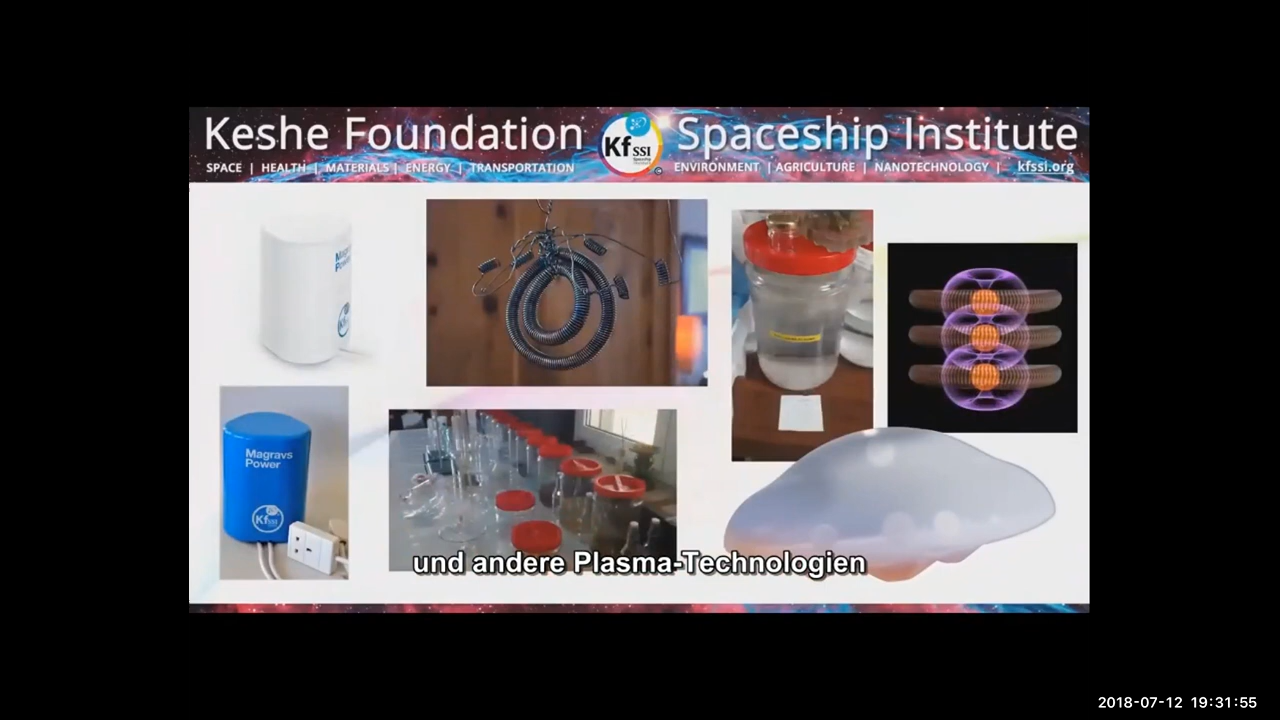 Keshe Foundation
Kf SSI
Spaceship Institute
SPACE | HEALTH | MATERIALS | ENERGY | TRANSPORTATION
ENVIRONMENT | AGRICULTURE | NANOTECHNOLOGY | kfssi.org
Magravs
Power
Kf SSI
und andere Plasma-Technologien
2018-07-12 19:31:55